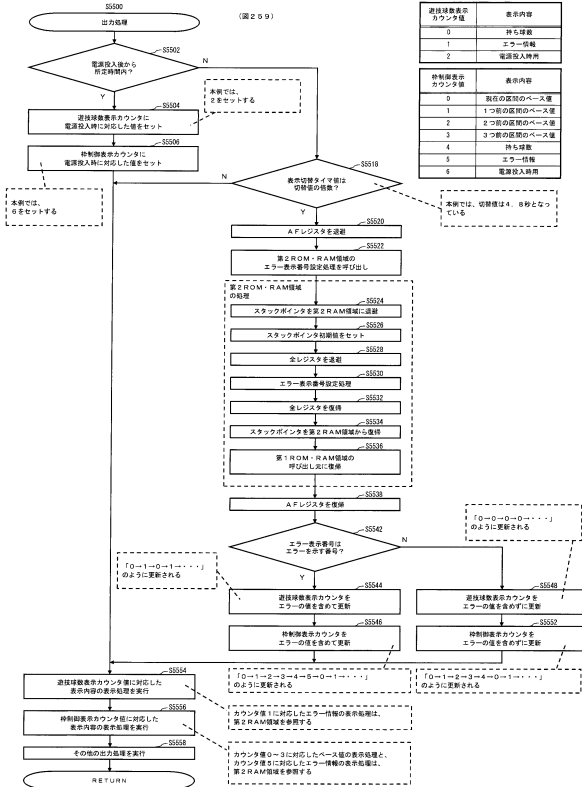 (図259)
S5500
出力処理
S5502
電源投入後から
所定時間内?
N
Y
本例では、
2をセットする
S5504
遊技球数表示カウンタに
電源投入時に対応した値をセット
S5506
枠制御表示カウンタに
電源投入時に対応した値をセット
本例では、
6をセットする
遊技球数表示
カウンタ値
表示内容
0
持ち球数
1
エラー情報
2
電源投入時用
枠制御表示
カウンタ値
表示内容
0
現在の区間のベース値
1
1つ前の区間のベース値
2
2つ前の区間のベース値
3
3つ前の区間のベース値
4
持ち球数
5
エラー情報
6
電源投入時用
S5516
表示切替タイマ値は
切替値の倍数?
N
Y
本例では、切替値は4.8秒となっ
ている
S5520
AFレジスタを退避
S5522
第2ROM・RAM領域の
エラー表示番号設定処理を呼び出し
第2ROM・RAM領域
の処理
S5524
スタックポインタを第2RAM領域に退避
S5526
スタックポインタ初期値をセット
S5528
全レジスタを退避
S5530
エラー表示番号設定処理
S5532
全レジスタを復帰
S5534
スタックポインタを第2RAM領域から復帰
S5536
第1ROM・RAM領域の
呼び出し元に復帰
S5538
AFレジスタを復帰
S5542
エラー表示番号は
エラーを示す番号?
N
Y
「0→0→0→0→・・・」
のように更新される
「0→1→0→1→・・・」
のように更新される
S5544
遊技球数表示カウンタを
エラーの値を含めて更新
S5546
枠制御表示カウンタを
エラーの値を含めて更新
S5548
遊技球数表示カウンタを
エラーの値を含めずに更新
S5552
枠制御表示カウンタを
エラーの値を含めずに更新
「0→1→2→3→4→5→0→1→・・・」
のように更新される
「0→1→2→3→4→0→1→・・・」
のように更新される
S5554
遊技球数表示カウンタ値に対応した
表示内容の表示処理を実行
S5556
枠制御表示カウンタ値に対応した
表示内容の表示処理を実行
S5558
その他の出力処理を実行
カウンタ値1に対応したエラー情報の表示処理は、
第2RAM領域を参照する
カウンタ値0~3に対応したベース値の表示処理と、
カウンタ値5に対応したエラー情報の表示処理は、
第2RAM領域を参照する
RETURN